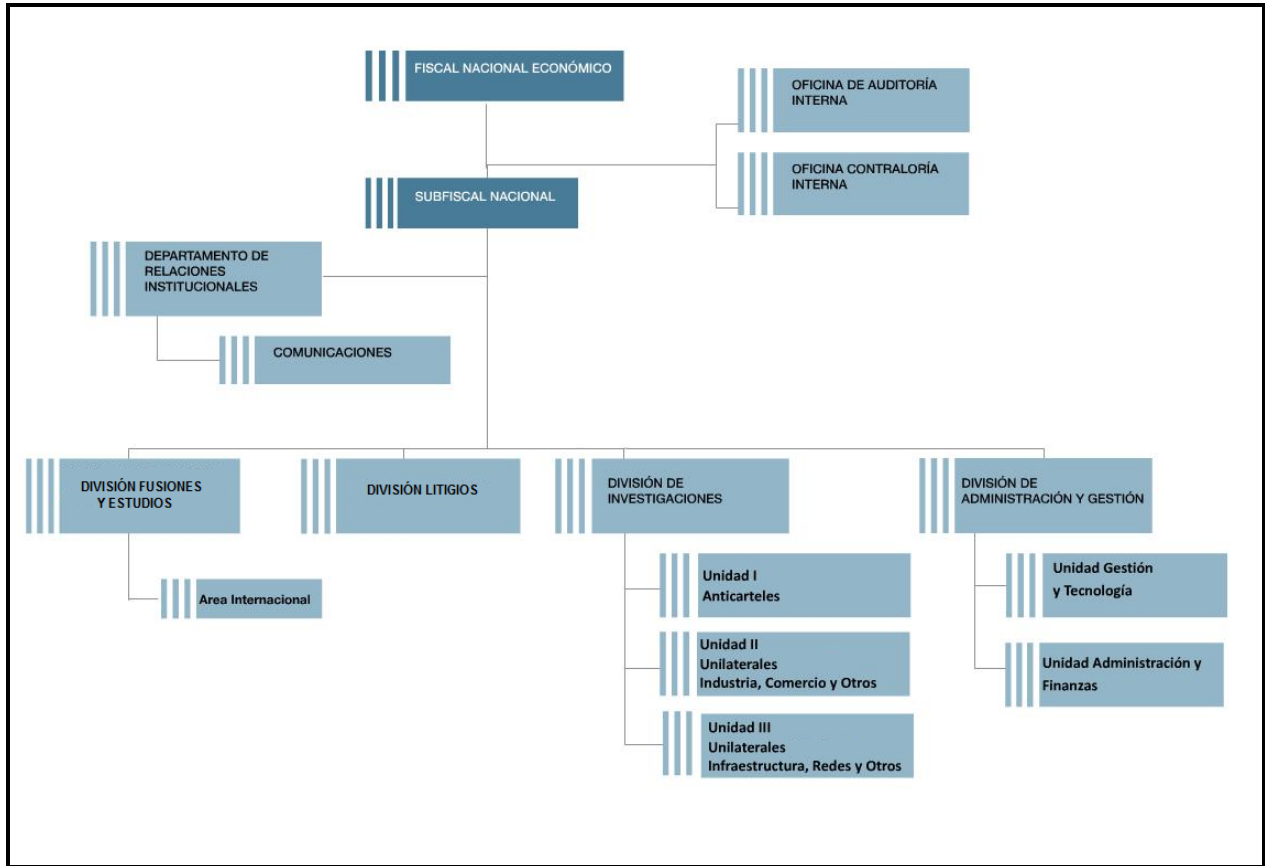 FISCAL NACIONAL ECONÓMICO
OFICINA DE AUDITORÍA
INTERNA
OFICINA CONTRALORÍA
INTERNA
SUBFISCAL NACIONAL
DEPARTAMENTO DE
RELACIONES
INSTITUCIONALES
COMUNICACIONES
DIVISIÓN FUSIONES
Y ESTUDIOS
DIVISIÓN LITIGIOS
DIVISIÓN DE
INVESTIGACIONES
DIVISIÓN DE
ADMINISTRACIÓN Y GESTIÓN
Area Internacional
Unidad I
Anticarteles
Unidad II
Unilaterales
Industria, Comercio y Otros
Unidad III
Unilaterales
Infraestructura, Redes y Otros
Unidad Gestión
y Tecnología
Unidad Administración y
Finanzas